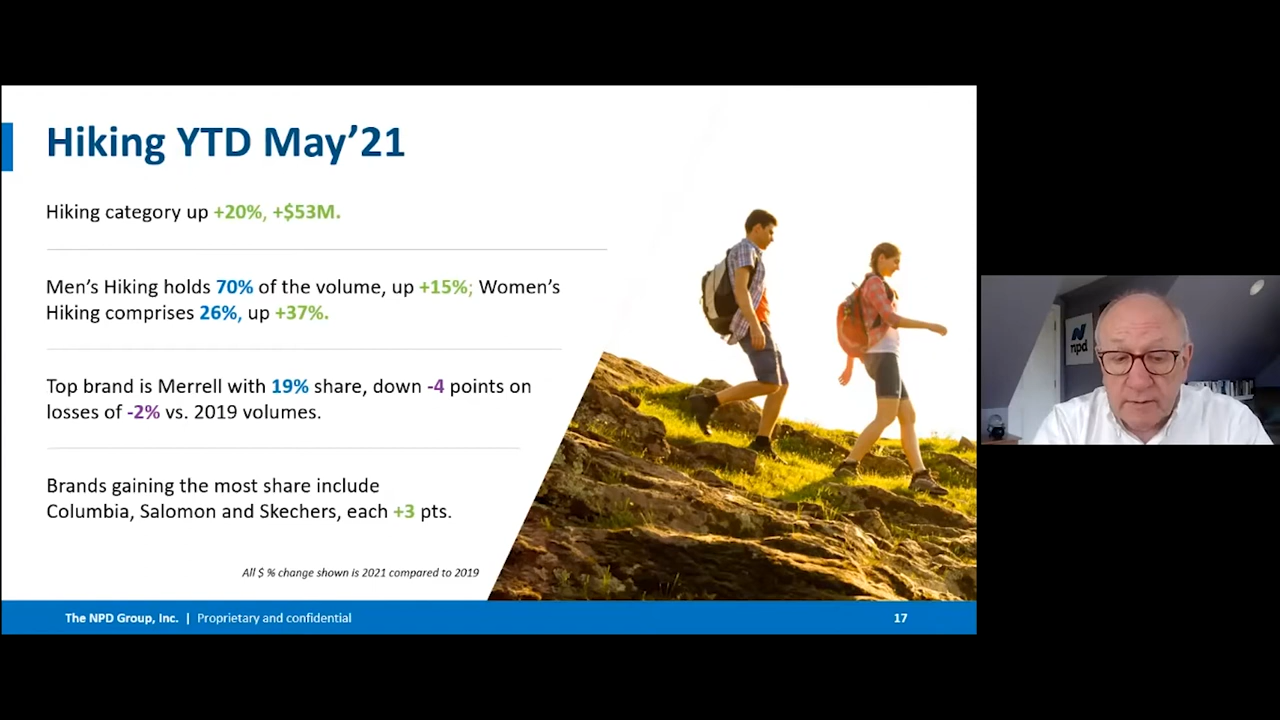 Hiking YTD May’21
Hiking category up +20%, +$53M.
Men’s Hiking holds 70% of the volume, up +15%; Women’s
Hiking comprises 26%, up +37%.
Top brand is Merrell with 19% share, down -4 points on
losses of -2% vs. 2019 volumes.
Brands gaining the most share include
Columbia, Salomon and Skechers, each +3 pts.
All $ % change shown is 2021 compared to 2019
The NPD Group, Inc. | Proprietary and confidential
17
npd